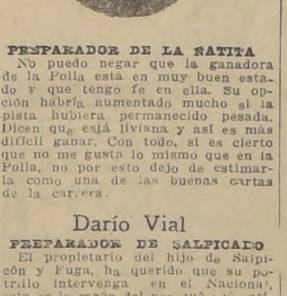 PREPARADOR DE LA ÑATITA
No puedo negar que la ganadora
de la Polla está en muy buen esta-
do y que tengo fe en ella. Su op-
ción habría aumentado mucho si la
pista hubiera permanecido pesada.
Dicen que está liviana y así es más
difícil ganar. Con todo, si es cierto
que no me gusta lo mismo que en la
Polla, no por esto dejo de estimar-
la como una de las buenas cartas
de la carrera.
Darío Vial
PREPARADOR DE SALPICADO
El propietario del hijo de Salpi-
cón y Fuga, ha querido que su po-
trillo intervenga en el Nacional,